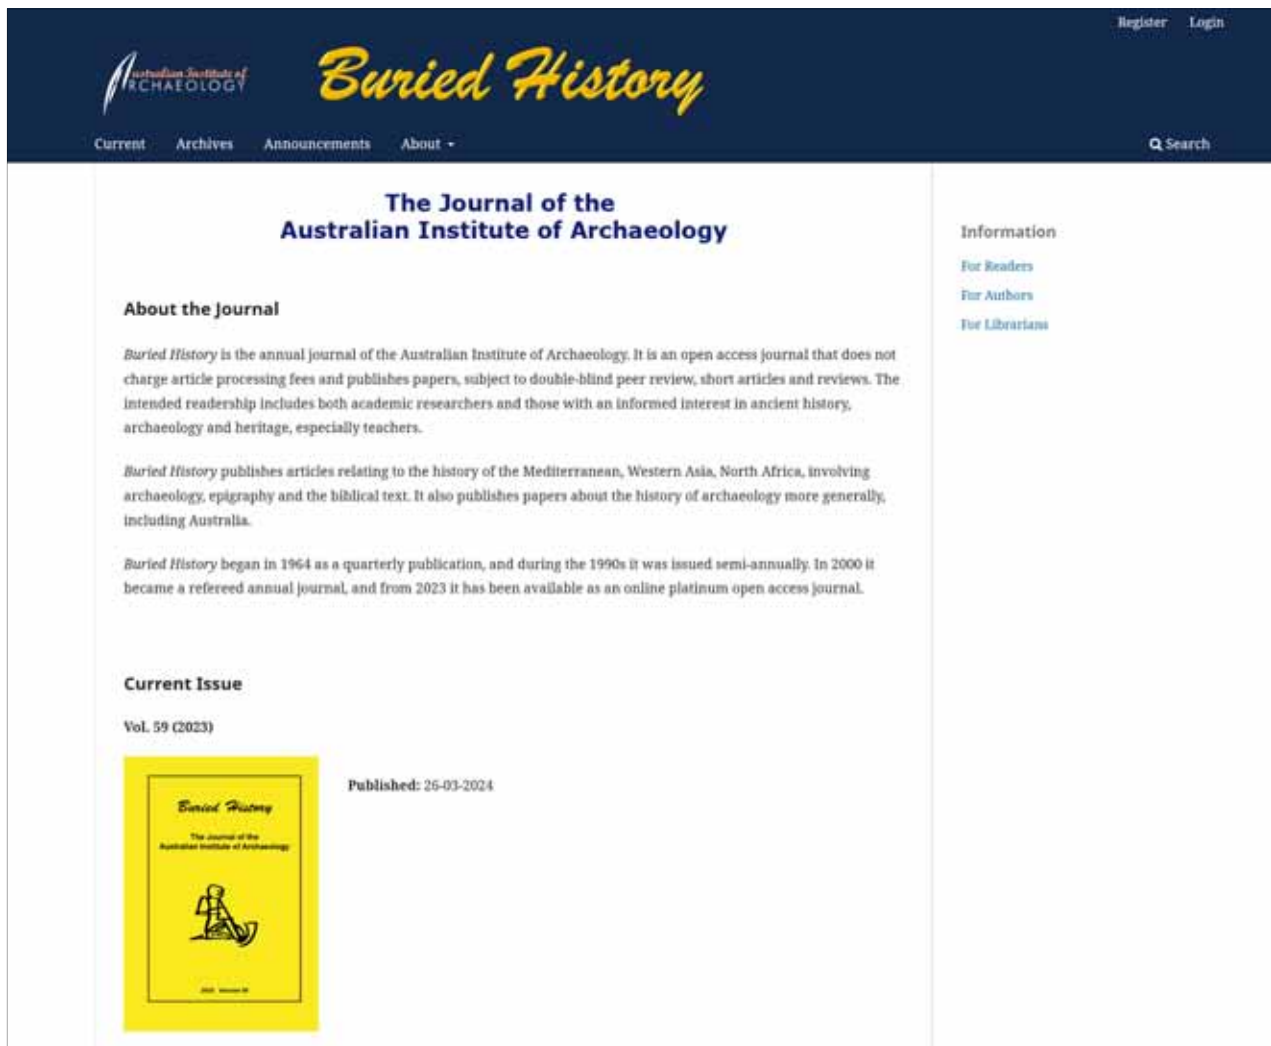 Register Login
Australian Institute of
ARCHAEOLOGY
Buried History
Current Archives Announcements About
Search
The Journal of the
Australian Institute of Archaeology
Information
For Readers
For Authors
For Librarians
About the Journal
Buried History is the annual journal of the Australian Institute of Archaeology. It is an open access journal that does not
charge article processing fees and publishes papers, subject to double-blind peer review, short articles and reviews. The
intended readership includes both academic researchers and those with an informed interest in ancient history,
archaeology and heritage, especially teachers.
Buried History publishes articles relating to the history of the Mediterranean, Western Asia, North Africa, involving
archaeology, epigraphy and the biblical text. It also publishes papers about the history of archaeology more generally,
including Australia.
Buried History began in 1964 as a quarterly publication, and during the 1990s it was issued semi-annually. In 2000 it
became a refereed annual journal, and from 2023 it has been available as an online platinum open access journal.
Current Issue
Vol. 59 (2023)
Buried History
The Journal of the
Australian Institute of Archaeology
Published: 26-03-2024